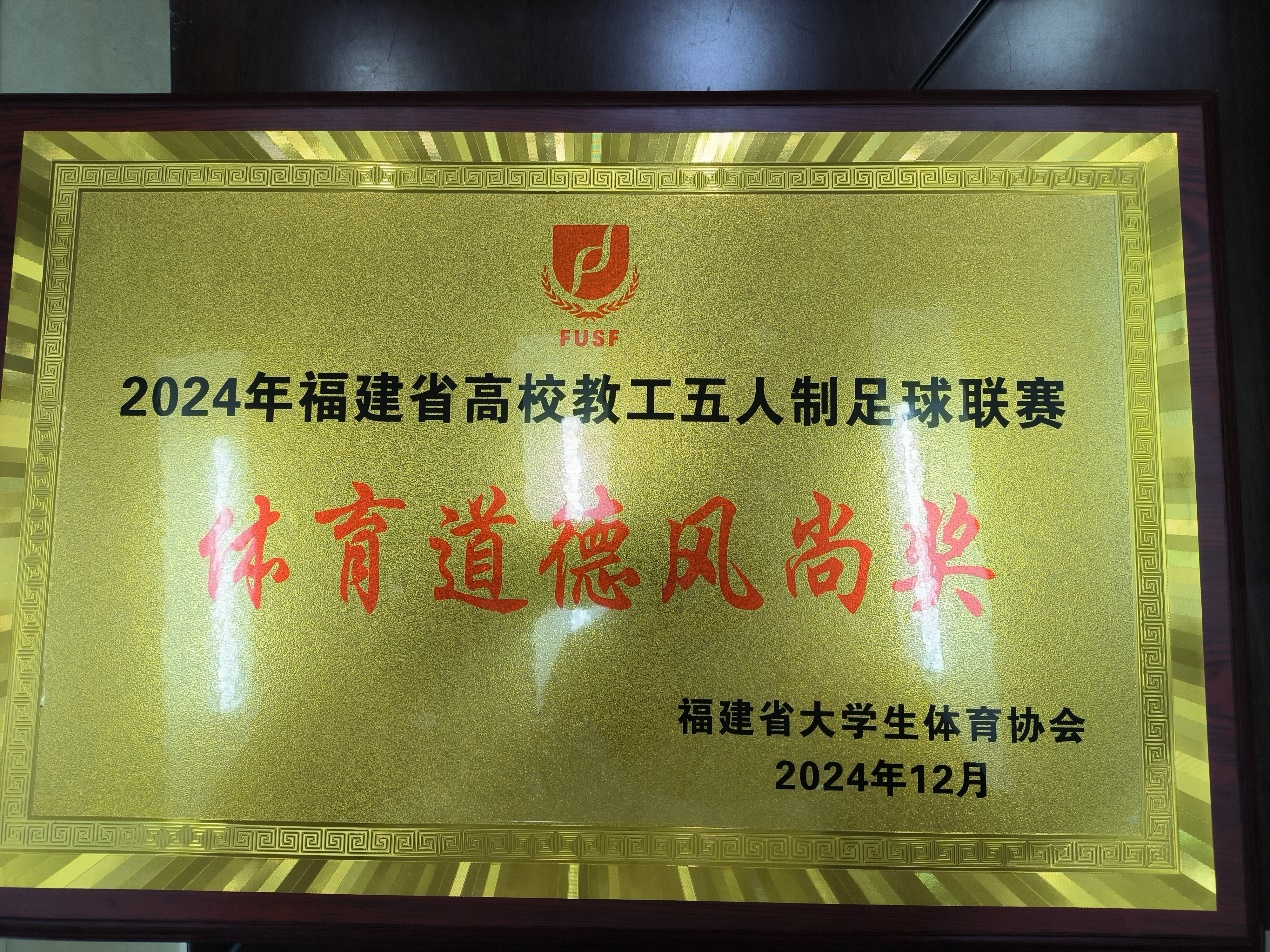 FUSF
2024年福建省高校教工五人制足球联赛
体育道德风尚奖
福建省大学生体育协会
2024年12月